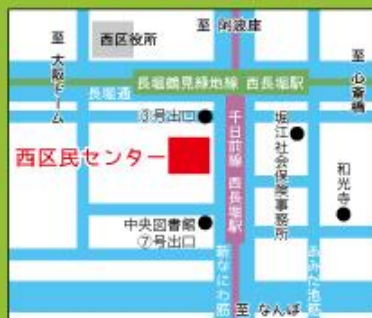 至 阿波座
西区役所
至 大阪ドーム
至 心斎橋
長堀鶴見緑地線 西長堀駅
長堀通
③号出口
西区民センター
千日前線 西長堀駅
堀江社会保険事務所
和光寺
中央図書館
⑦号出口
新なにわ筋
あみだ池筋
至 なんば